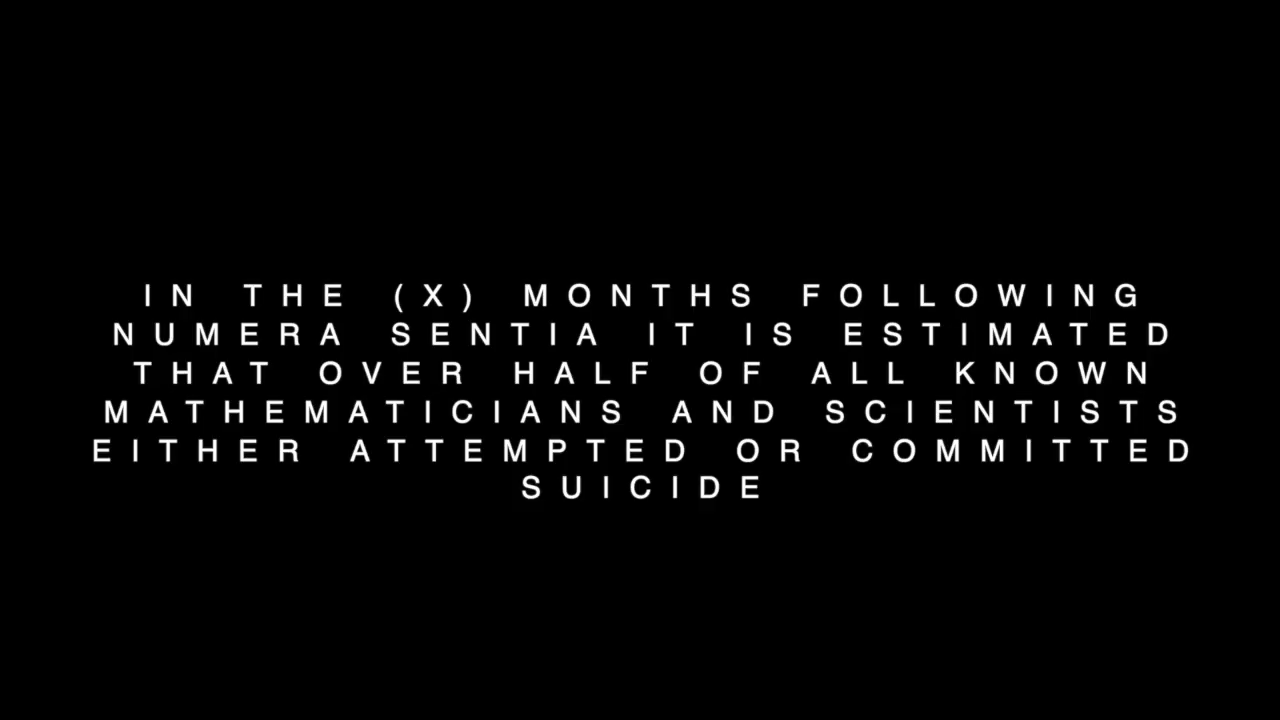 IN THE (X) MONTHS FOLLOWING
NUMERA SENTIA IT IS ESTIMATED
THAT OVER HALF OF ALL KNOWN
MATHEMATICIANS AND SCIENTISTS
EITHER ATTEMPTED OR COMMITTED
SUICIDE